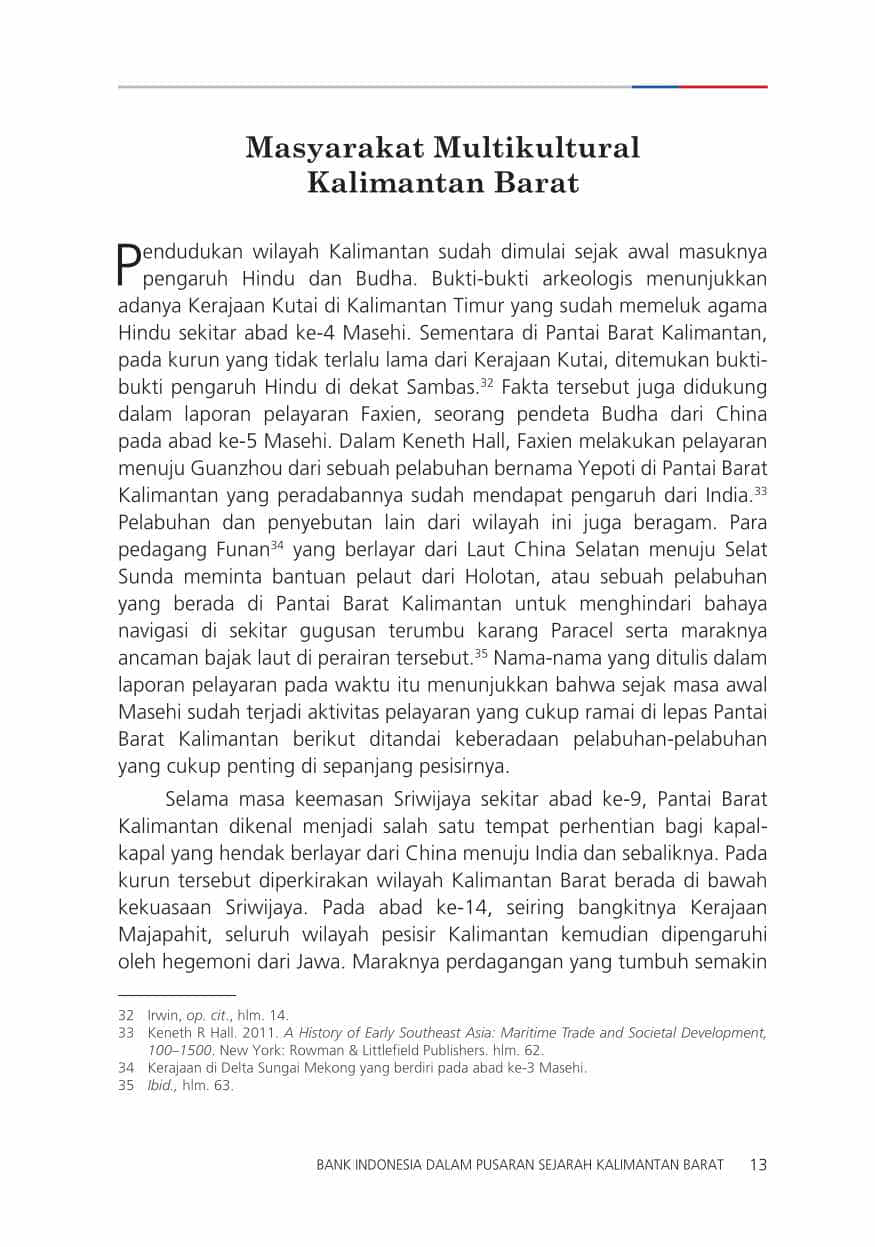 Masyarakat Multikultural
Kalimantan Barat
Pendudukan wilayah Kalimantan sudah dimulai sejak awal masuknya
pengaruh Hindu dan Budha. Bukti-bukti arkeologis menunjukkan
adanya Kerajaan Kutai di Kalimantan Timur yang sudah memeluk agama
Hindu sekitar abad ke-4 Masehi. Sementara di Pantai Barat Kalimantan,
pada kurun yang tidak terlalu lama dari Kerajaan Kutai, ditemukan bukti-
bukti pengaruh Hindu di dekat Sambas.32 Fakta tersebut juga didukung
dalam laporan pelayaran Faxien, seorang pendeta Budha dari China
pada abad ke-5 Masehi. Dalam Keneth Hall, Faxien melakukan pelayaran
menuju Guanzhou dari sebuah pelabuhan bernama Yepoti di Pantai Barat
Kalimantan yang peradabannya sudah mendapat pengaruh dari India.33
Pelabuhan dan penyebutan lain dari wilayah ini juga beragam. Para
pedagang Funan34 yang berlayar dari Laut China Selatan menuju Selat
Sunda meminta bantuan pelaut dari Holotan, atau sebuah pelabuhan
yang berada di Pantai Barat Kalimantan untuk menghindari bahaya
navigasi di sekitar gugusan terumbu karang Paracel serta maraknya
ancaman bajak laut di perairan tersebut.35 Nama-nama yang ditulis dalam
laporan pelayaran pada waktu itu menunjukkan bahwa sejak masa awal
Masehi sudah terjadi aktivitas pelayaran yang cukup ramai di lepas Pantai
Barat Kalimantan berikut ditandai keberadaan pelabuhan-pelabuhan
yang cukup penting di sepanjang pesisirnya.
Selama masa keemasan Sriwijaya sekitar abad ke-9, Pantai Barat
Kalimantan dikenal menjadi salah satu tempat perhentian bagi kapal-
kapal yang hendak berlayar dari China menuju India dan sebaliknya. Pada
kurun tersebut diperkirakan wilayah Kalimantan Barat berada di bawah
kekuasaan Sriwijaya. Pada abad ke-14, seiring bangkitnya Kerajaan
Majapahit, seluruh wilayah pesisir Kalimantan kemudian dipengaruhi
oleh hegemoni dari Jawa. Maraknya perdagangan yang tumbuh semakin
32 Irwin, op. cit., hlm. 14.
33 Keneth R Hall. 2011. A History of Early Southeast Asia: Maritime Trade and Societal Development,
100–1500. New York: Rowman & Littlefield Publishers. hlm. 62.
34 Kerajaan di Delta Sungai Mekong yang berdiri pada abad ke-3 Masehi.
35 Ibid., hlm. 63.
BANK INDONESIA DALAM PUSARAN SEJARAH KALIMANTAN BARAT 13